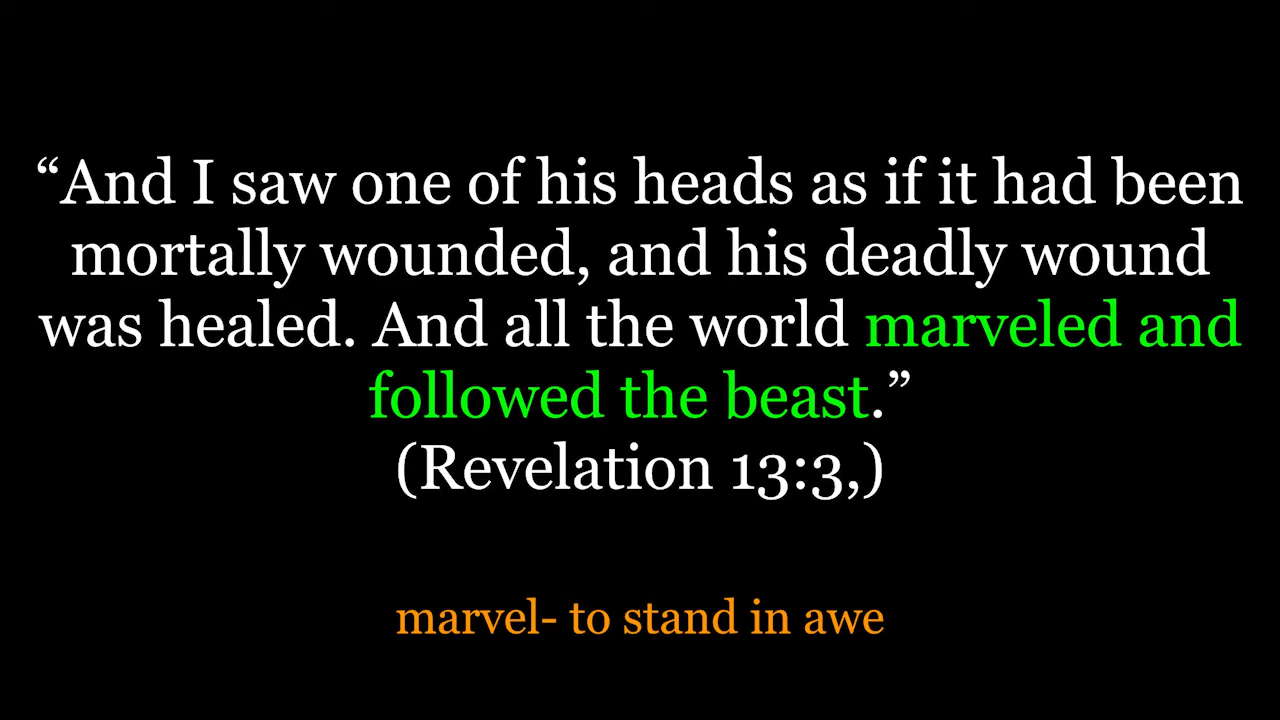 “And I saw one of his heads as if it had been
mortally wounded, and his deadly wound
was healed. And all the world marveled and
followed the beast.”
(Revelation 13:3,)
marvel- to stand in awe